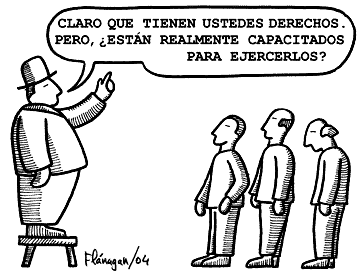 CLARO QUE TIENEN USTEDES DERECHOS.
PERO, ¿ESTÁN REALMENTE CAPACITADOS
PARA EJERCERLOS?
Flánagan/04